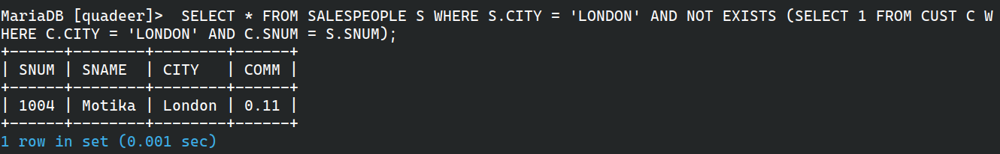 MariaDB [quadeer]>  SELECT * FROM SALESPEOPLE S WHERE S.CITY = 'LONDON' AND NOT EXISTS (SELECT 1 FROM CUST C W
HERE C.CITY = 'LONDON' AND C.SNUM = S.SNUM);
+------+--------+--------+------+
| SNUM | SNAME  | CITY   | COMM |
+------+--------+--------+------+
| 1004 | Motika | London | 0.11 |
+------+--------+--------+------+
1 row in set (0.001 sec)